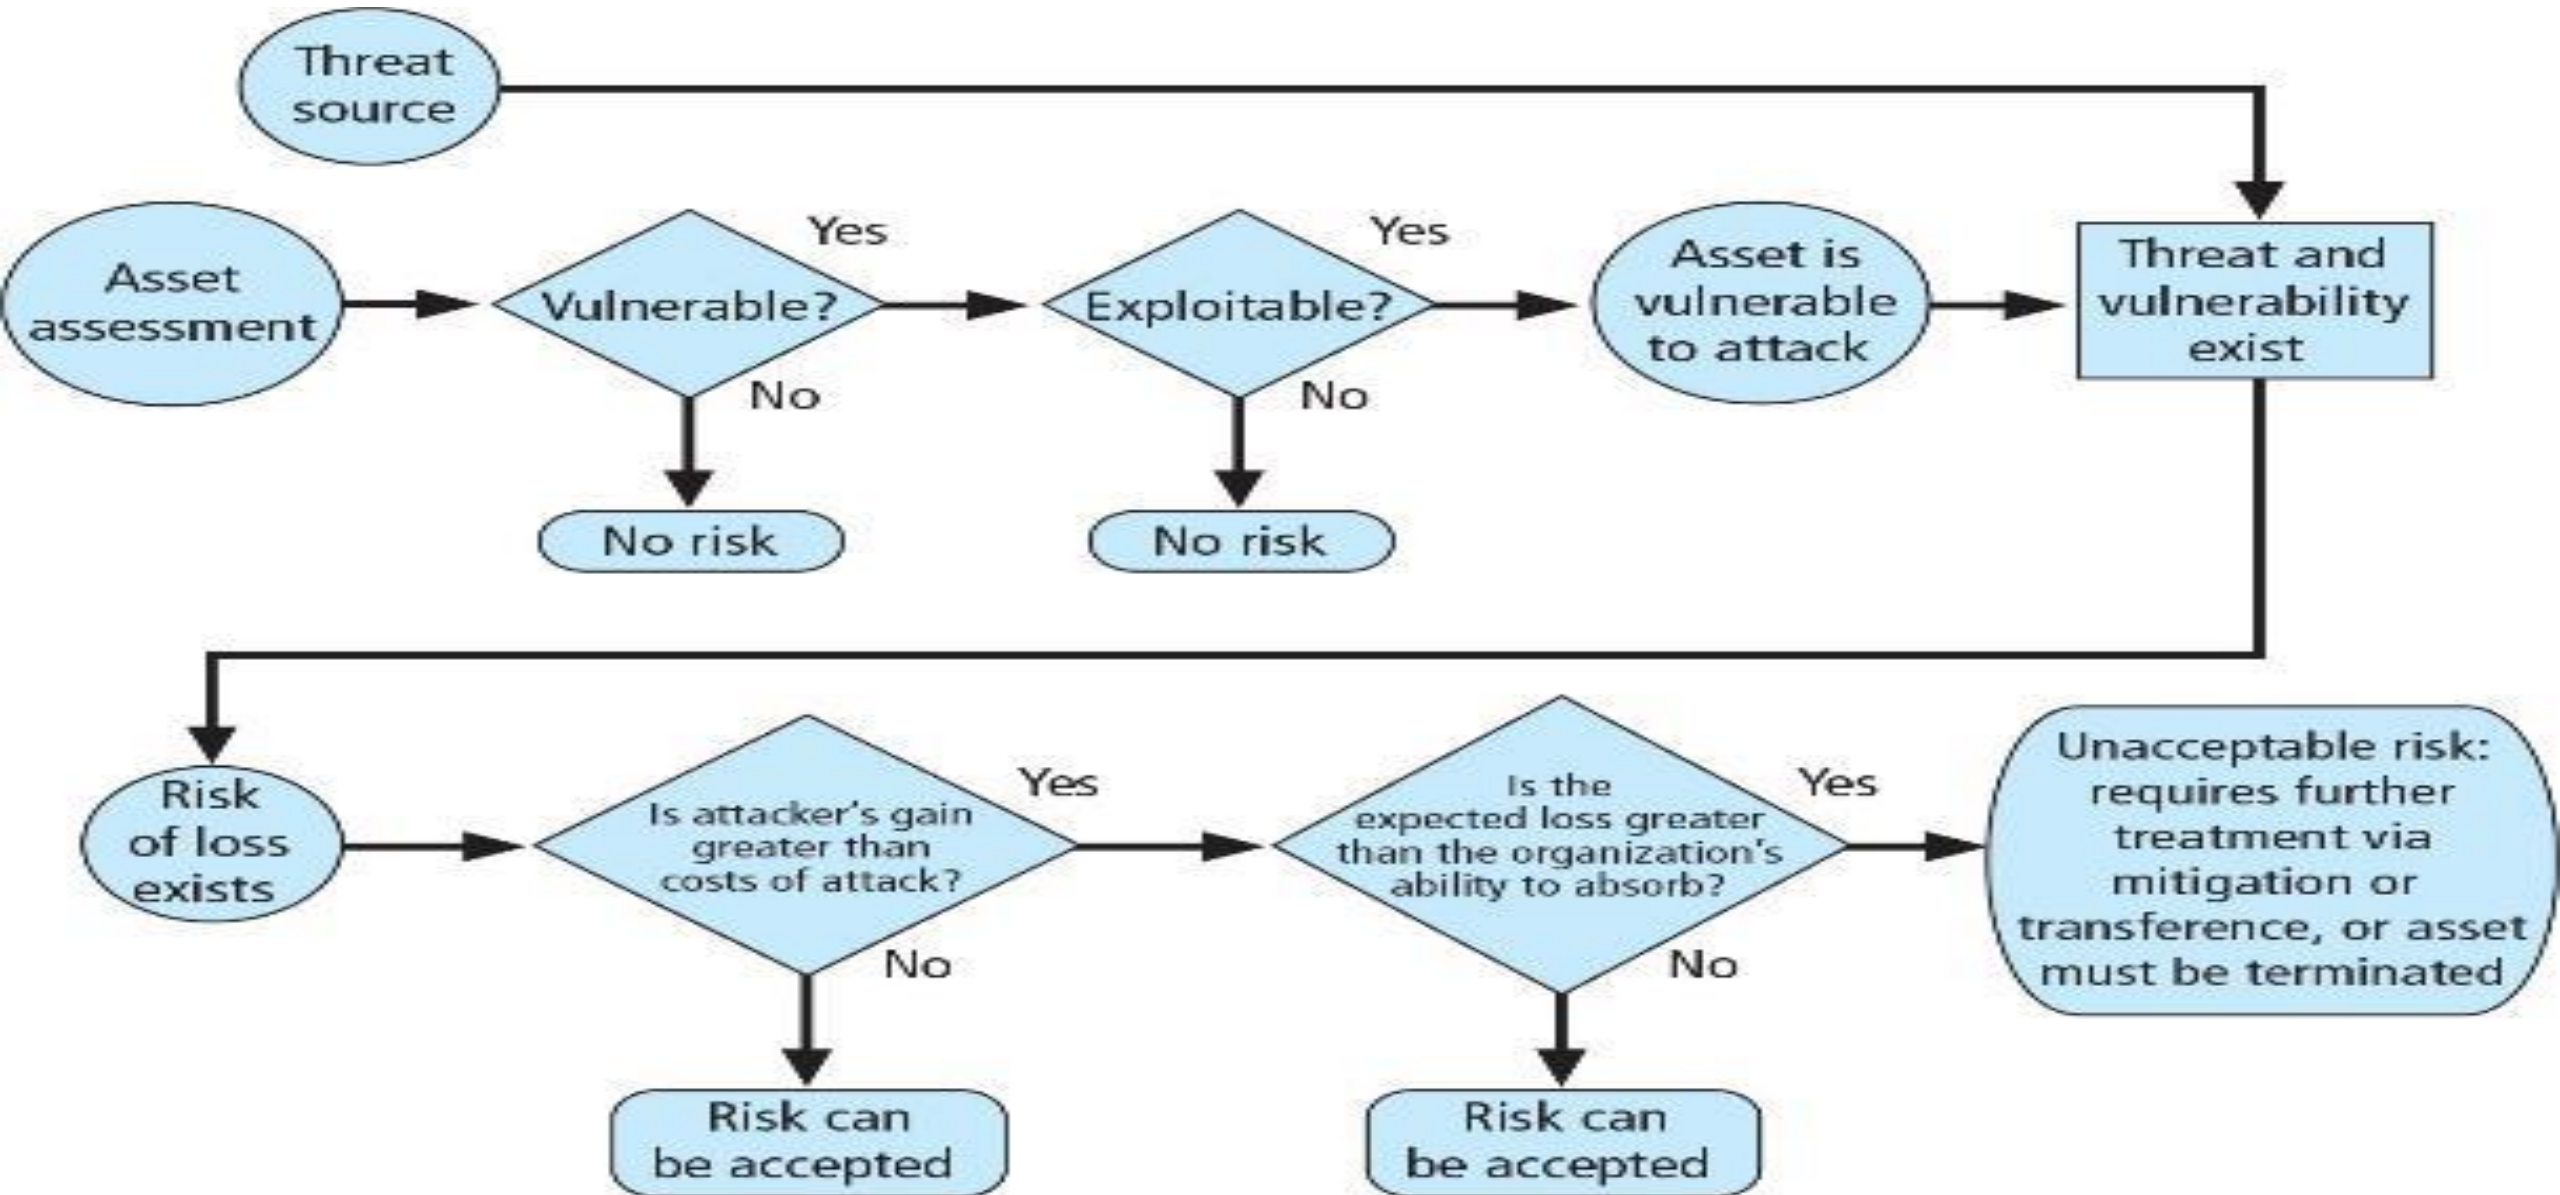 Threat
source
Asset
assessment
Vulnerable?
Yes
No
No risk
Exploitable?
Yes
No
No risk
Asset is
vulnerable
to attack
Threat and
vulnerability
exist
Risk
of loss
exists
Is attacker's gain
greater than
costs of attack?
Yes
No
Risk can
be accepted
Is the
expected loss greater
than the organization's
ability to absorb?
Yes
No
Risk can
be accepted
Unacceptable risk:
requires further
treatment via
mitigation or
transference, or asset
must be terminated